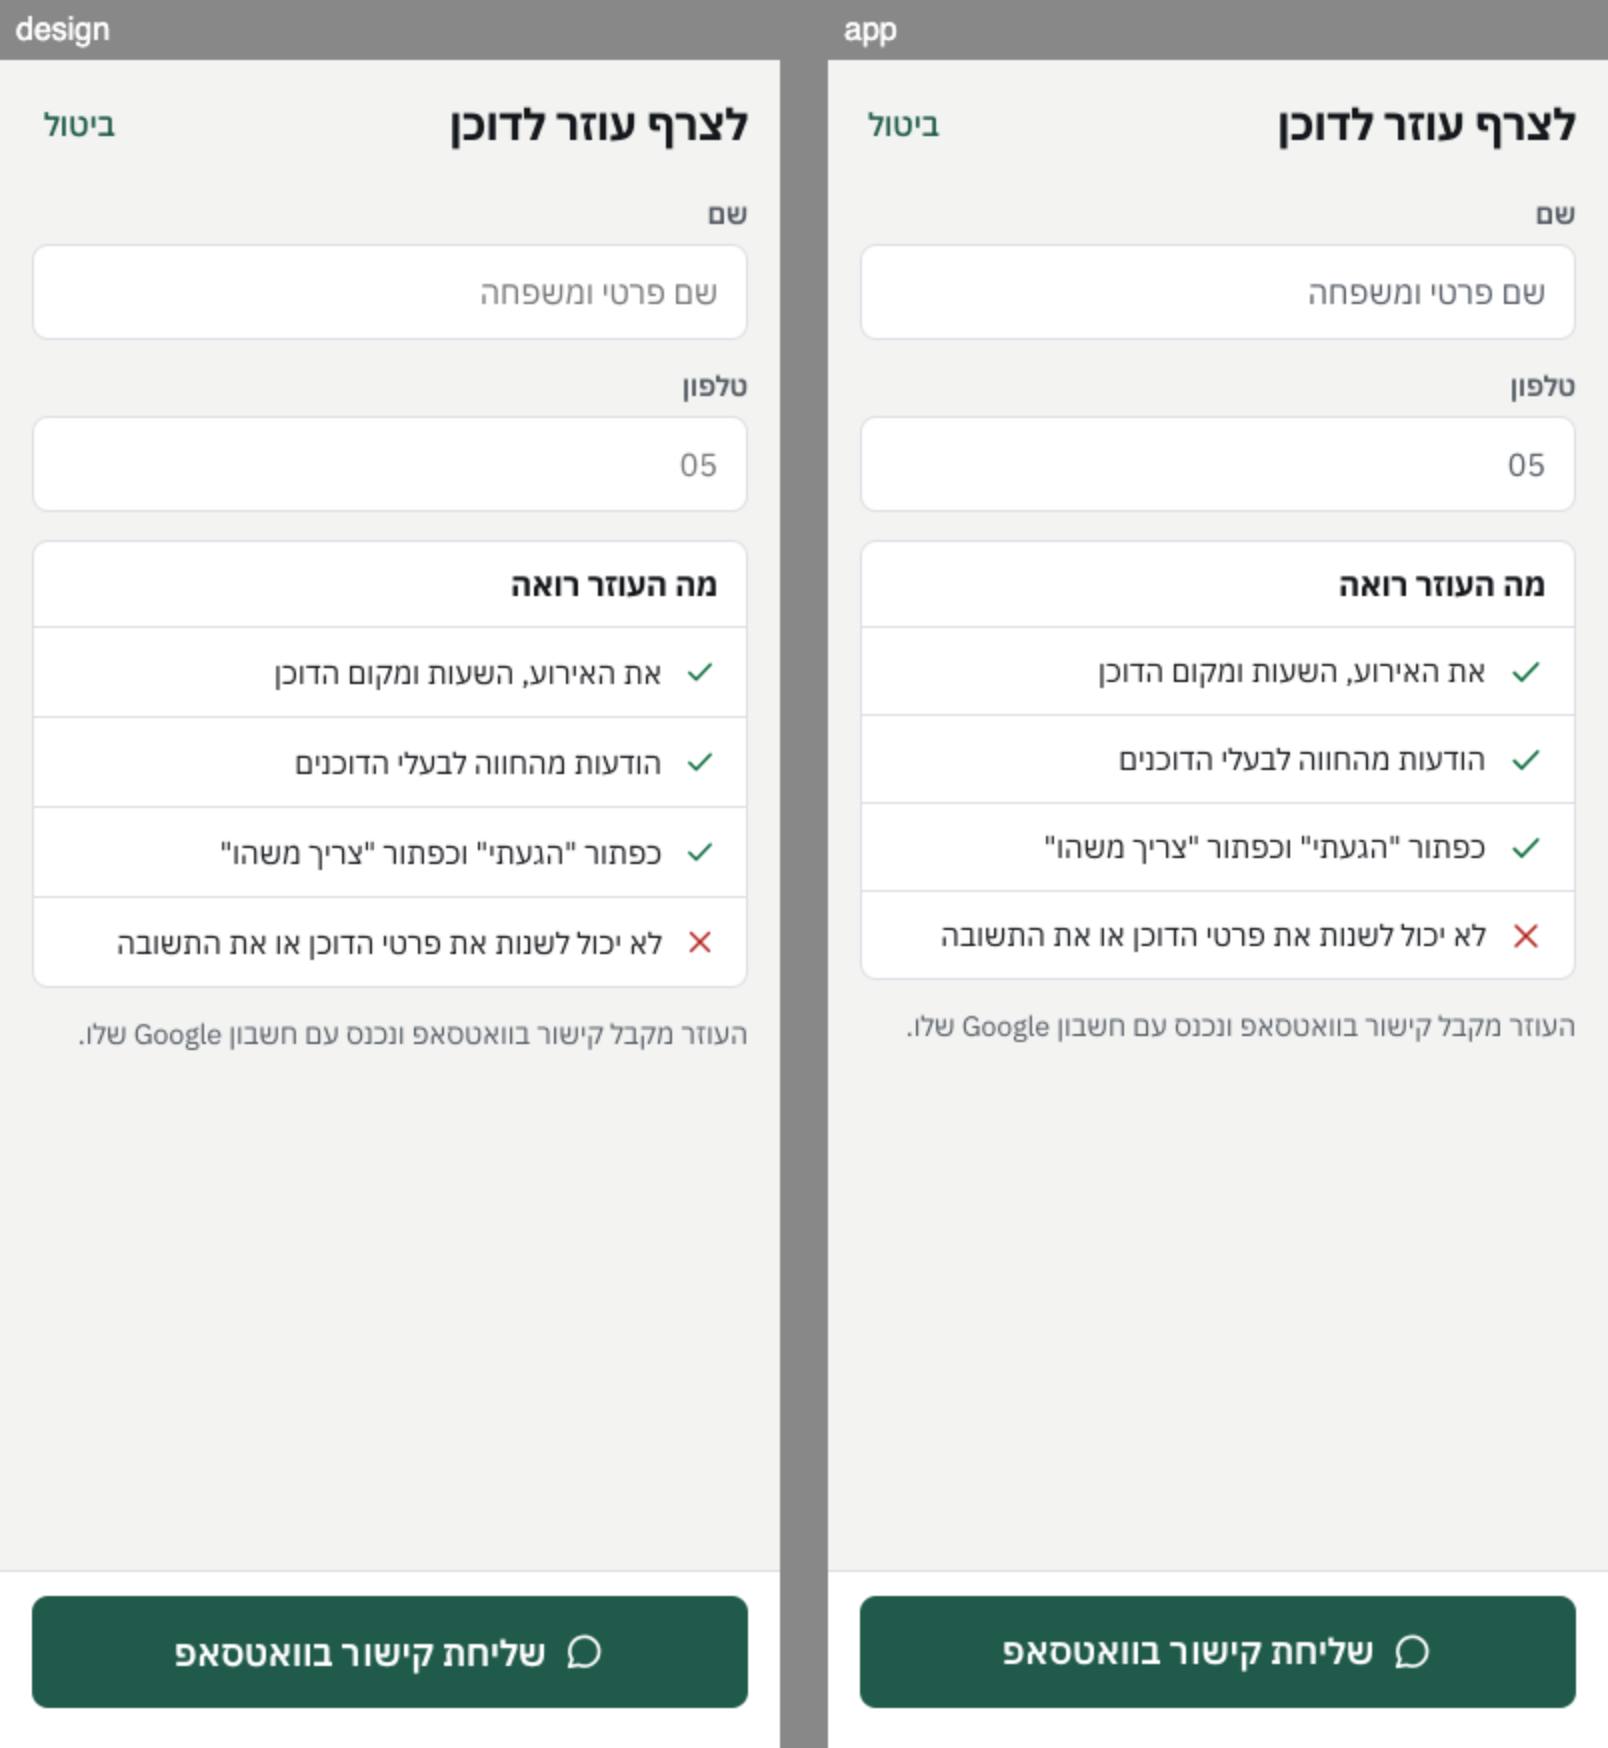 design
לצרף עוזר לדוכן
ביטול
שם
שם פרטי ומשפחה
טלפון
05
מה העוזר רואה
את האירוע, השעות ומקום הדוכן
הודעות מהחווה לבעלי הדוכנים
כפתור "הגעתי" וכפתור "צריך משהו"
לא יכול לשנות את פרטי הדוכן או את התשובה
העוזר מקבל קישור בוואטסאפ ונכנס עם חשבון Google שלו.
שליחת קישור בוואטסאפ
app
לצרף עוזר לדוכן
ביטול
שם
שם פרטי ומשפחה
טלפון
05
מה העוזר רואה
את האירוע, השעות ומקום הדוכן
הודעות מהחווה לבעלי הדוכנים
כפתור "הגעתי" וכפתור "צריך משהו"
לא יכול לשנות את פרטי הדוכן או את התשובה
העוזר מקבל קישור בוואטסאפ ונכנס עם חשבון Google שלו.
שליחת קישור בוואטסאפ